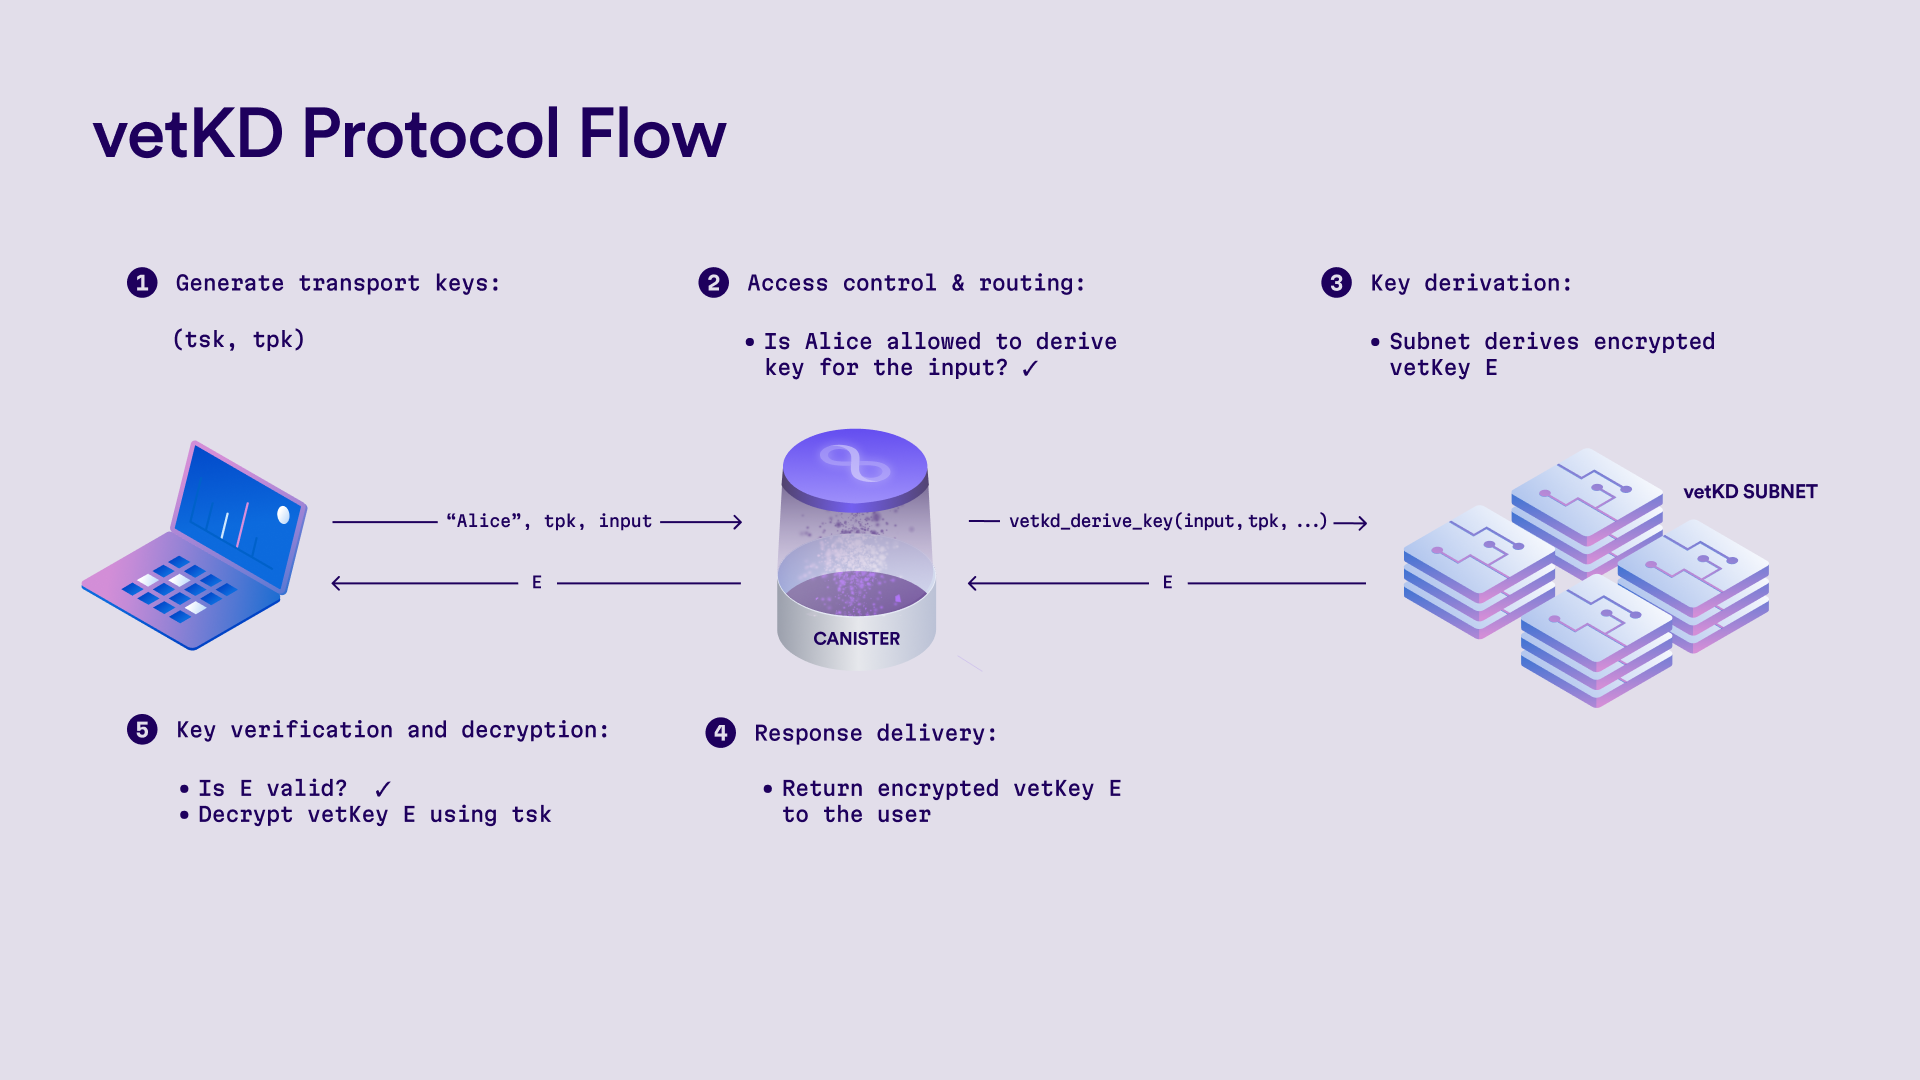 vetKD Protocol Flow
1 Generate transport keys:
(tsk, tpk)
2 Access control & routing:
• Is Alice allowed to derive
key for the input? ✓
3 Key derivation:
• Subnet derives encrypted
vetKey E
“Alice”, tpk, input
vetkd_derive_key(input, tpk, ...)
vetKD SUBNET
E
E
CANISTER
5 Key verification and decryption:
• Is E valid? ✓
• Decrypt vetKey E using tsk
4 Response delivery:
• Return encrypted vetKey E
to the user